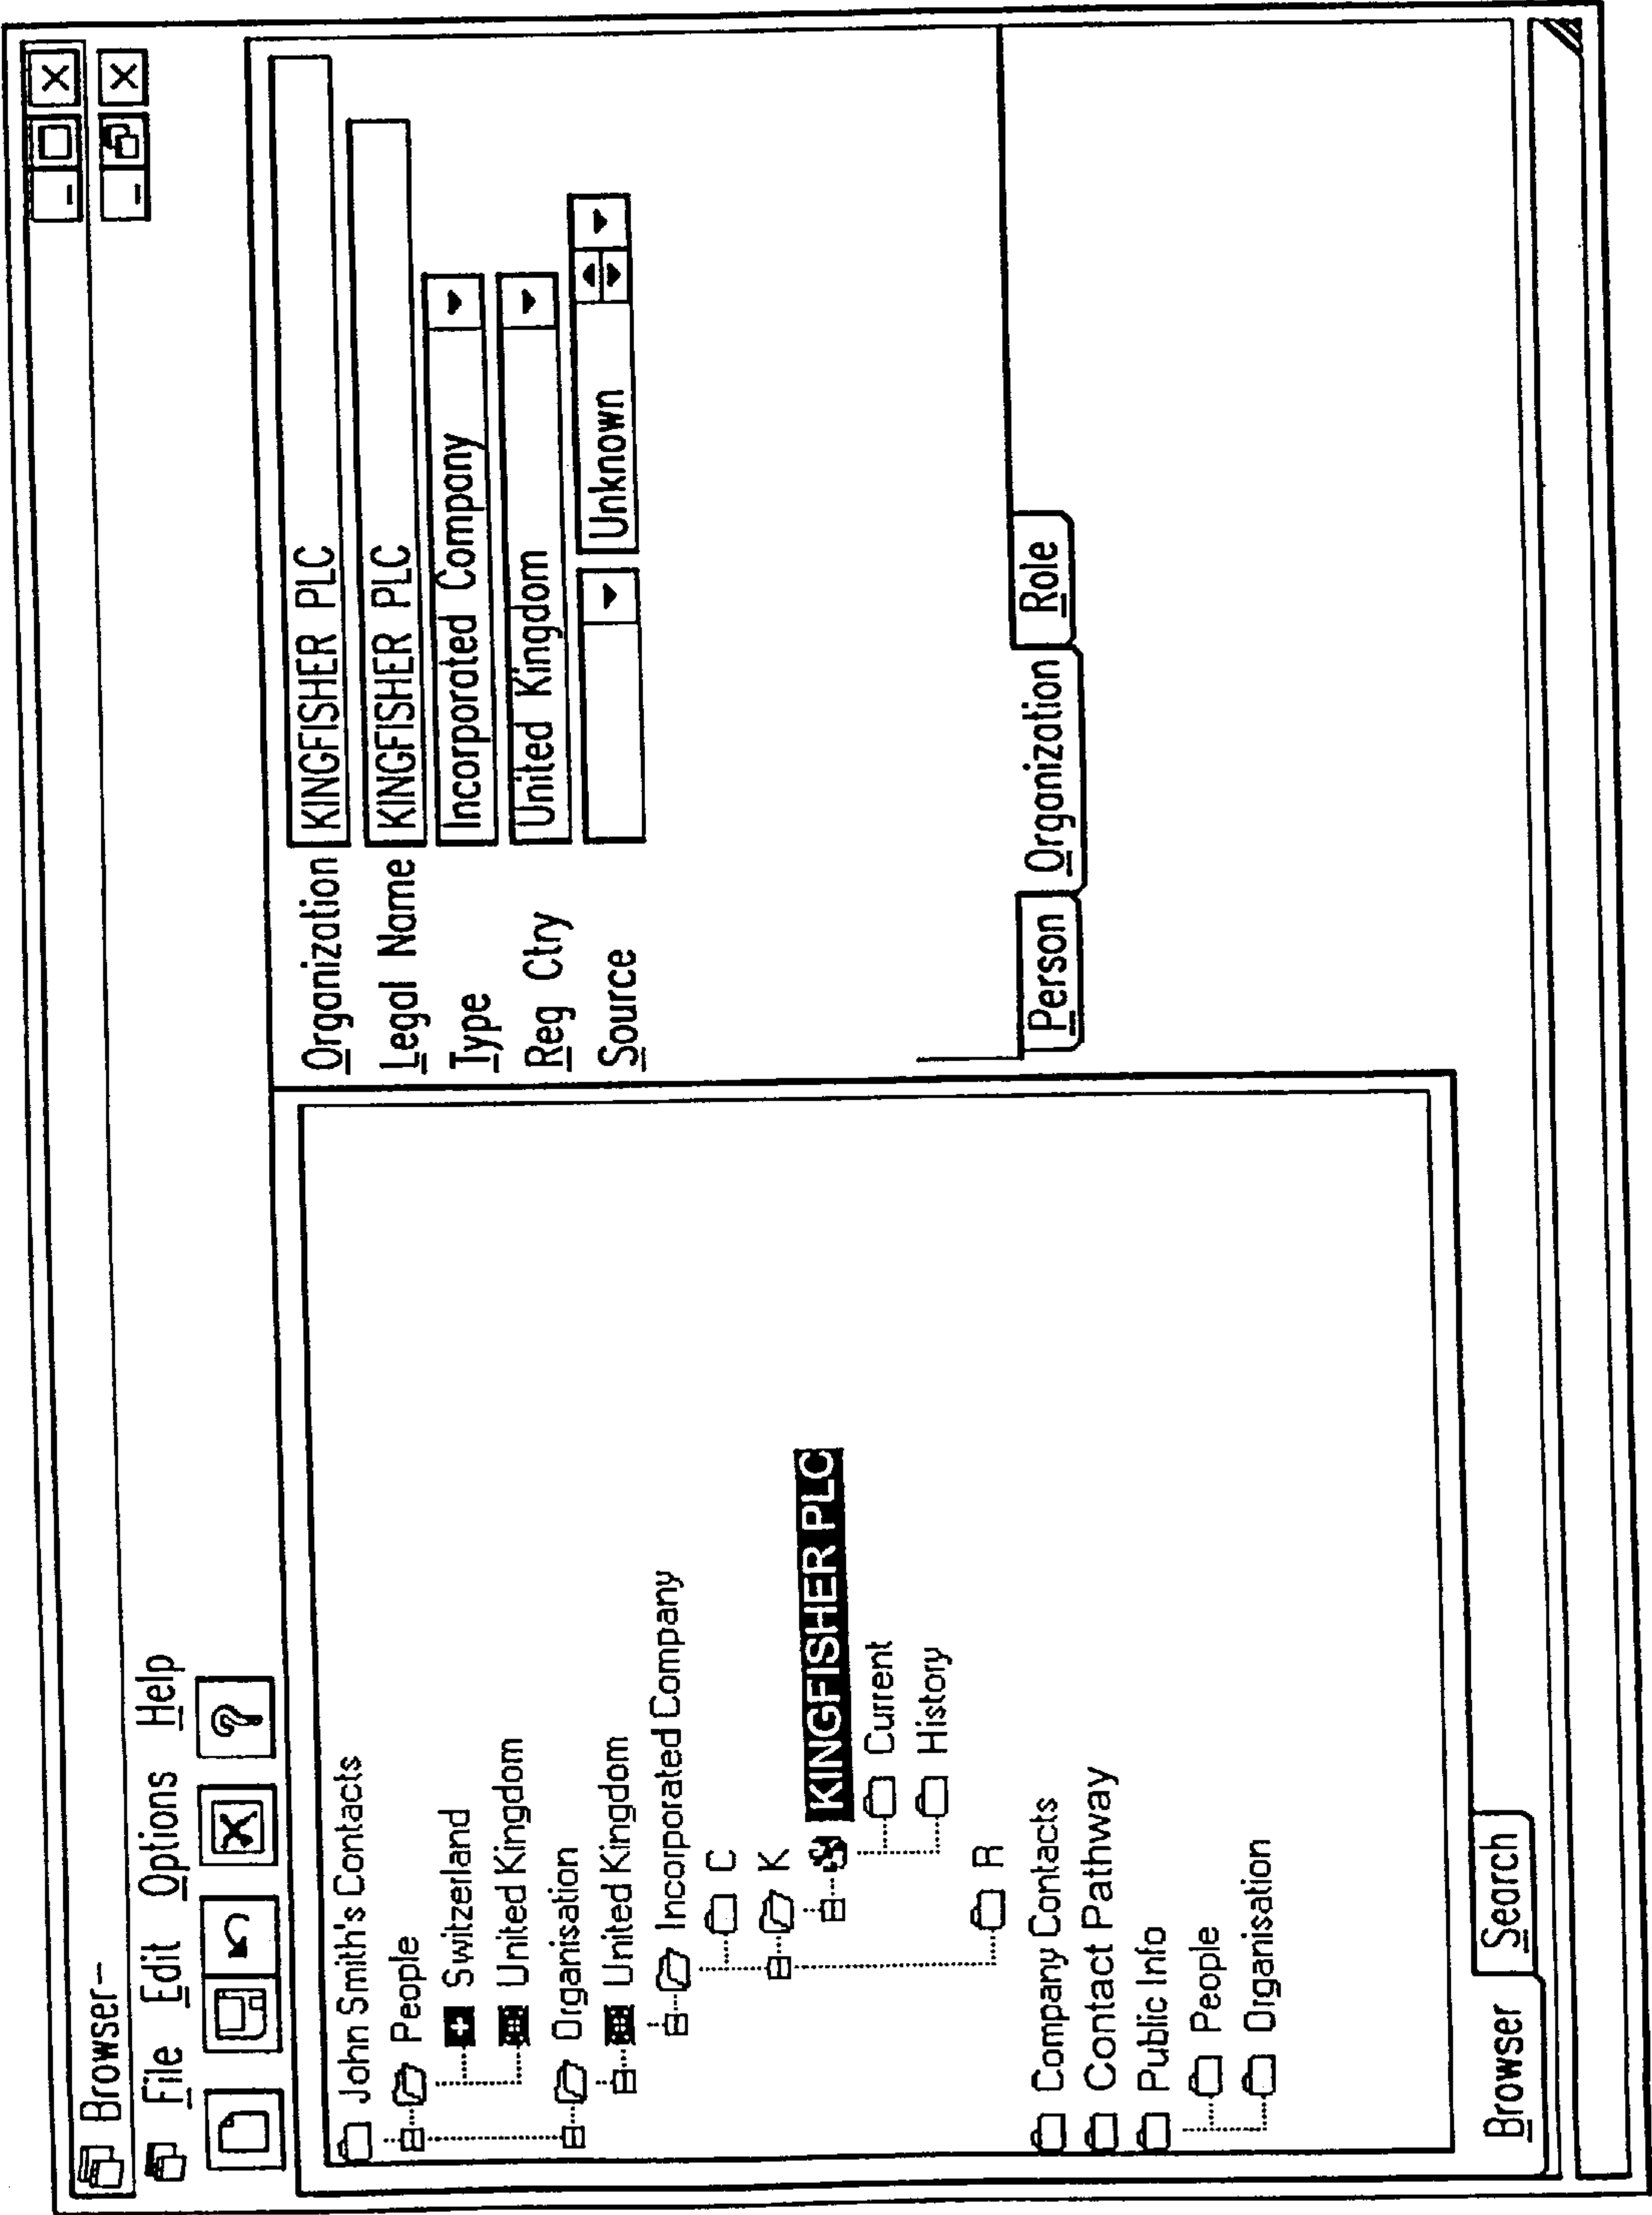 Browser-
File Edit Options Help
John Smith's Contacts
People
Switzerland
United Kingdom
Organisation
United Kingdom
Incorporated Company
C
K
KINGFISHER PLC
Current
History
R
Company Contacts
Contact Pathway
Public Info
People
Organisation
Browser Search
Organization KINGFISHER PLC
Legal Name KINGFISHER PLC
Type Incorporated Company
Reg Ctry United Kingdom
Source Unknown
Person Organization Role